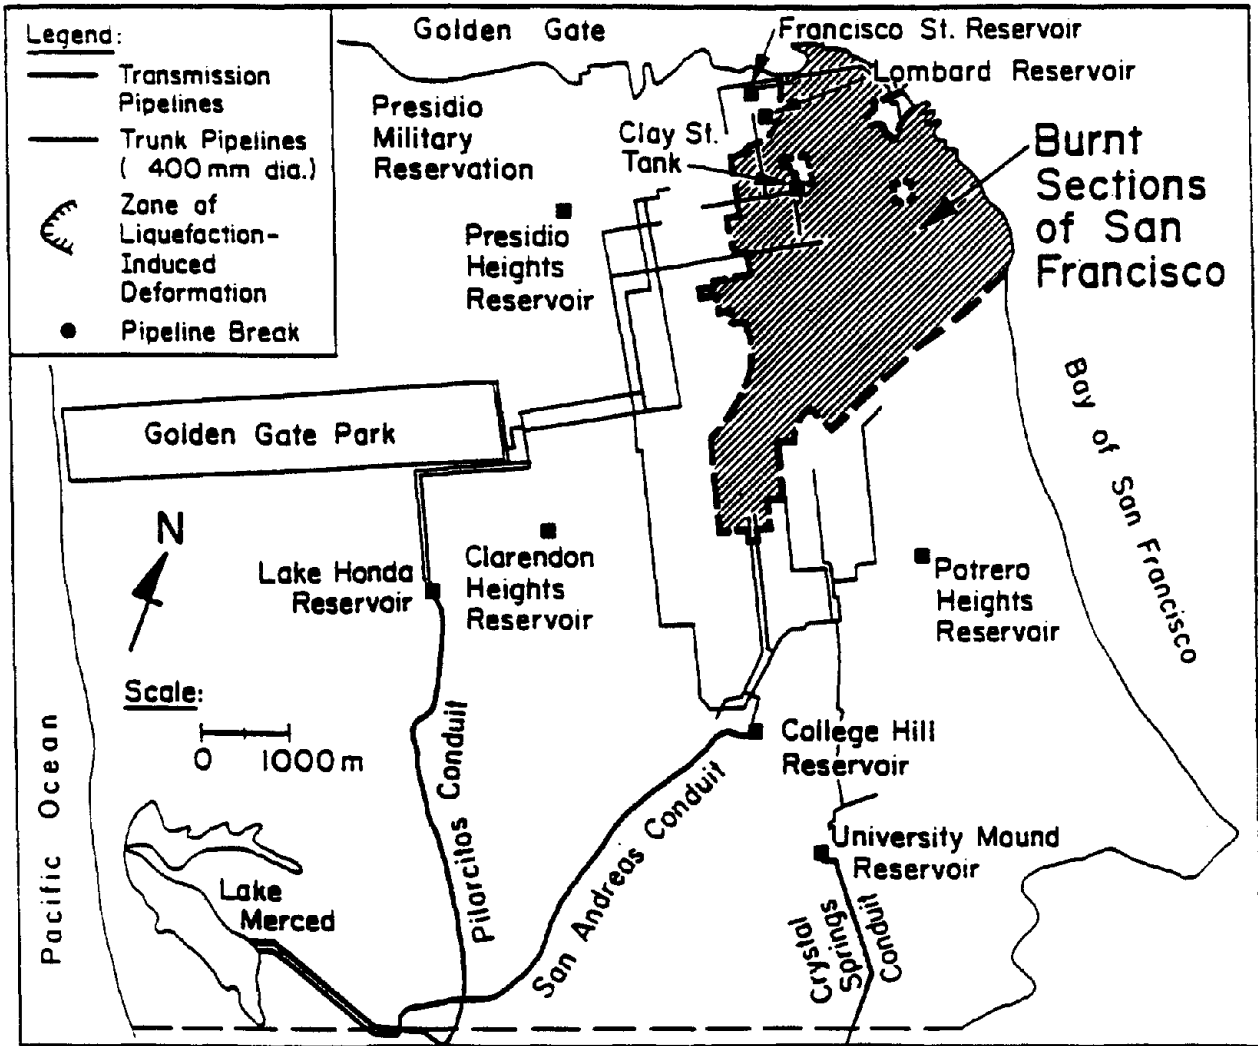 Legend:
Transmission
Pipelines
Trunk Pipelines
( 400 mm dia.)
Zone of
Liquefaction-
Induced
Deformation
Pipeline Break
Golden Gate
Francisco St. Reservoir
Lombard Reservoir
Presidio
Military
Reservation
Clay St.
Tank
Burnt
Sections
of San
Francisco
Presidio
Heights
Reservoir
Golden Gate Park
Bay of San Francisco
N
Lake Honda
Reservoir
Clarendon
Heights
Reservoir
Potrero
Heights
Reservoir
Scale:
0 1000 m
Pacific Ocean
Pilarcitos Conduit
San Andreas Conduit
College Hill
Reservoir
University Mound
Reservoir
Lake
Merced
Crystal
Springs
Conduit